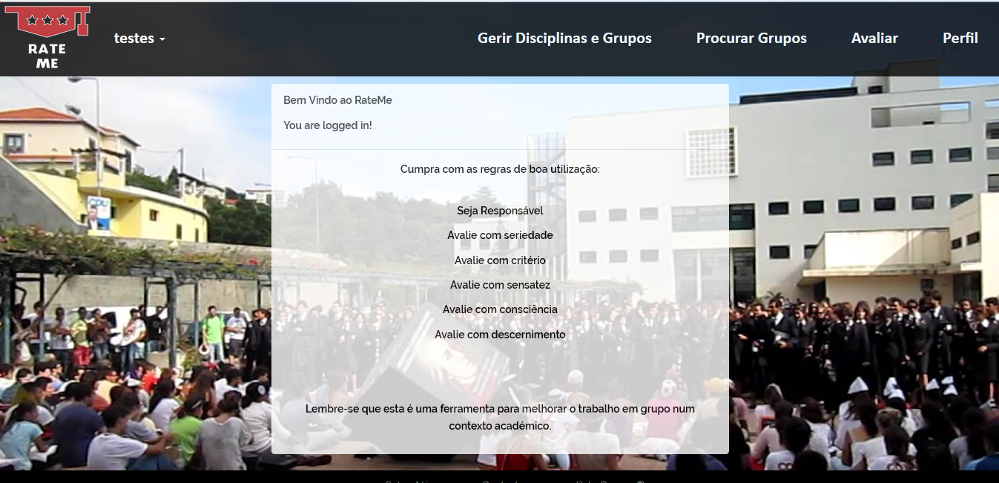 RATE
ME
testes
Gerir Disciplinas e Grupos
Procurar Grupos
Avaliar
Perfil
Bem Vindo ao RateMe
You are logged in!
Cumpra com as regras de boa utilização:
Seja Responsável
Avalie com seriedade
Avalie com critério
Avalie com sensatez
Avalie com consciência
Avalie com descernimento
Lembre-se que esta é uma ferramenta para melhorar o trabalho em grupo num
contexto académico.
CDU